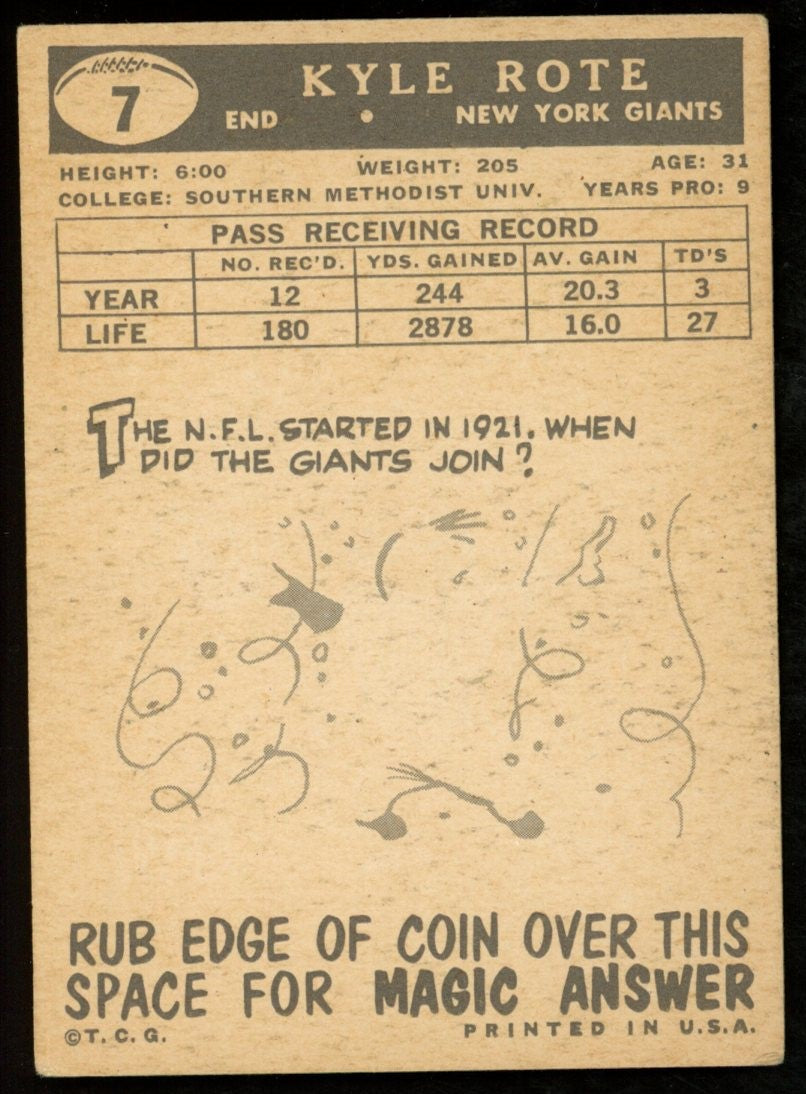 7
KYLE ROTE
END • NEW YORK GIANTS
HEIGHT: 6:00 WEIGHT: 205 AGE: 31
COLLEGE: SOUTHERN METHODIST UNIV. YEARS PRO: 9
PASS RECEIVING RECORD
NO. REC'D. YDS. GAINED AV. GAIN TD'S
YEAR 12 244 20.3 3
LIFE 180 2878 16.0 27
THE N.F.L. STARTED IN 1921. WHEN
DID THE GIANTS JOIN?
RUB EDGE OF COIN OVER THIS
SPACE FOR MAGIC ANSWER
©T. C. G. PRINTED IN U.S.A.